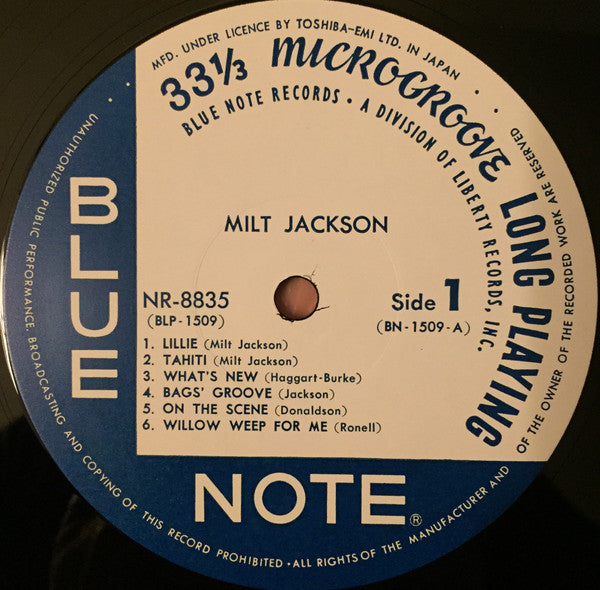 MFD. UNDER LICENCE BY TOSHIBA-EMI LTD. IN JAPAN
33⅓ MICROGROOVE LONG PLAYING
BLUE NOTE RECORDS • A DIVISION OF LIBERTY RECORDS, INC.
BLUE
NOTE®
MILT JACKSON
NR-8835
(BLP-1509)
Side 1
(BN-1509-A)
1. LILLIE (Milt Jackson)
2. TAHITI (Milt Jackson)
3. WHAT'S NEW (Haggart-Burke)
4. BAGS' GROOVE (Jackson)
5. ON THE SCENE (Donaldson)
6. WILLOW WEEP FOR ME (Ronell)
UNAUTHORIZED PUBLIC PERFORMANCE, BROADCASTING AND COPYING OF THIS RECORD PROHIBITED • ALL RIGHTS OF THE MANUFACTURER AND OF THE OWNER OF THE RECORDED WORK ARE RESERVED